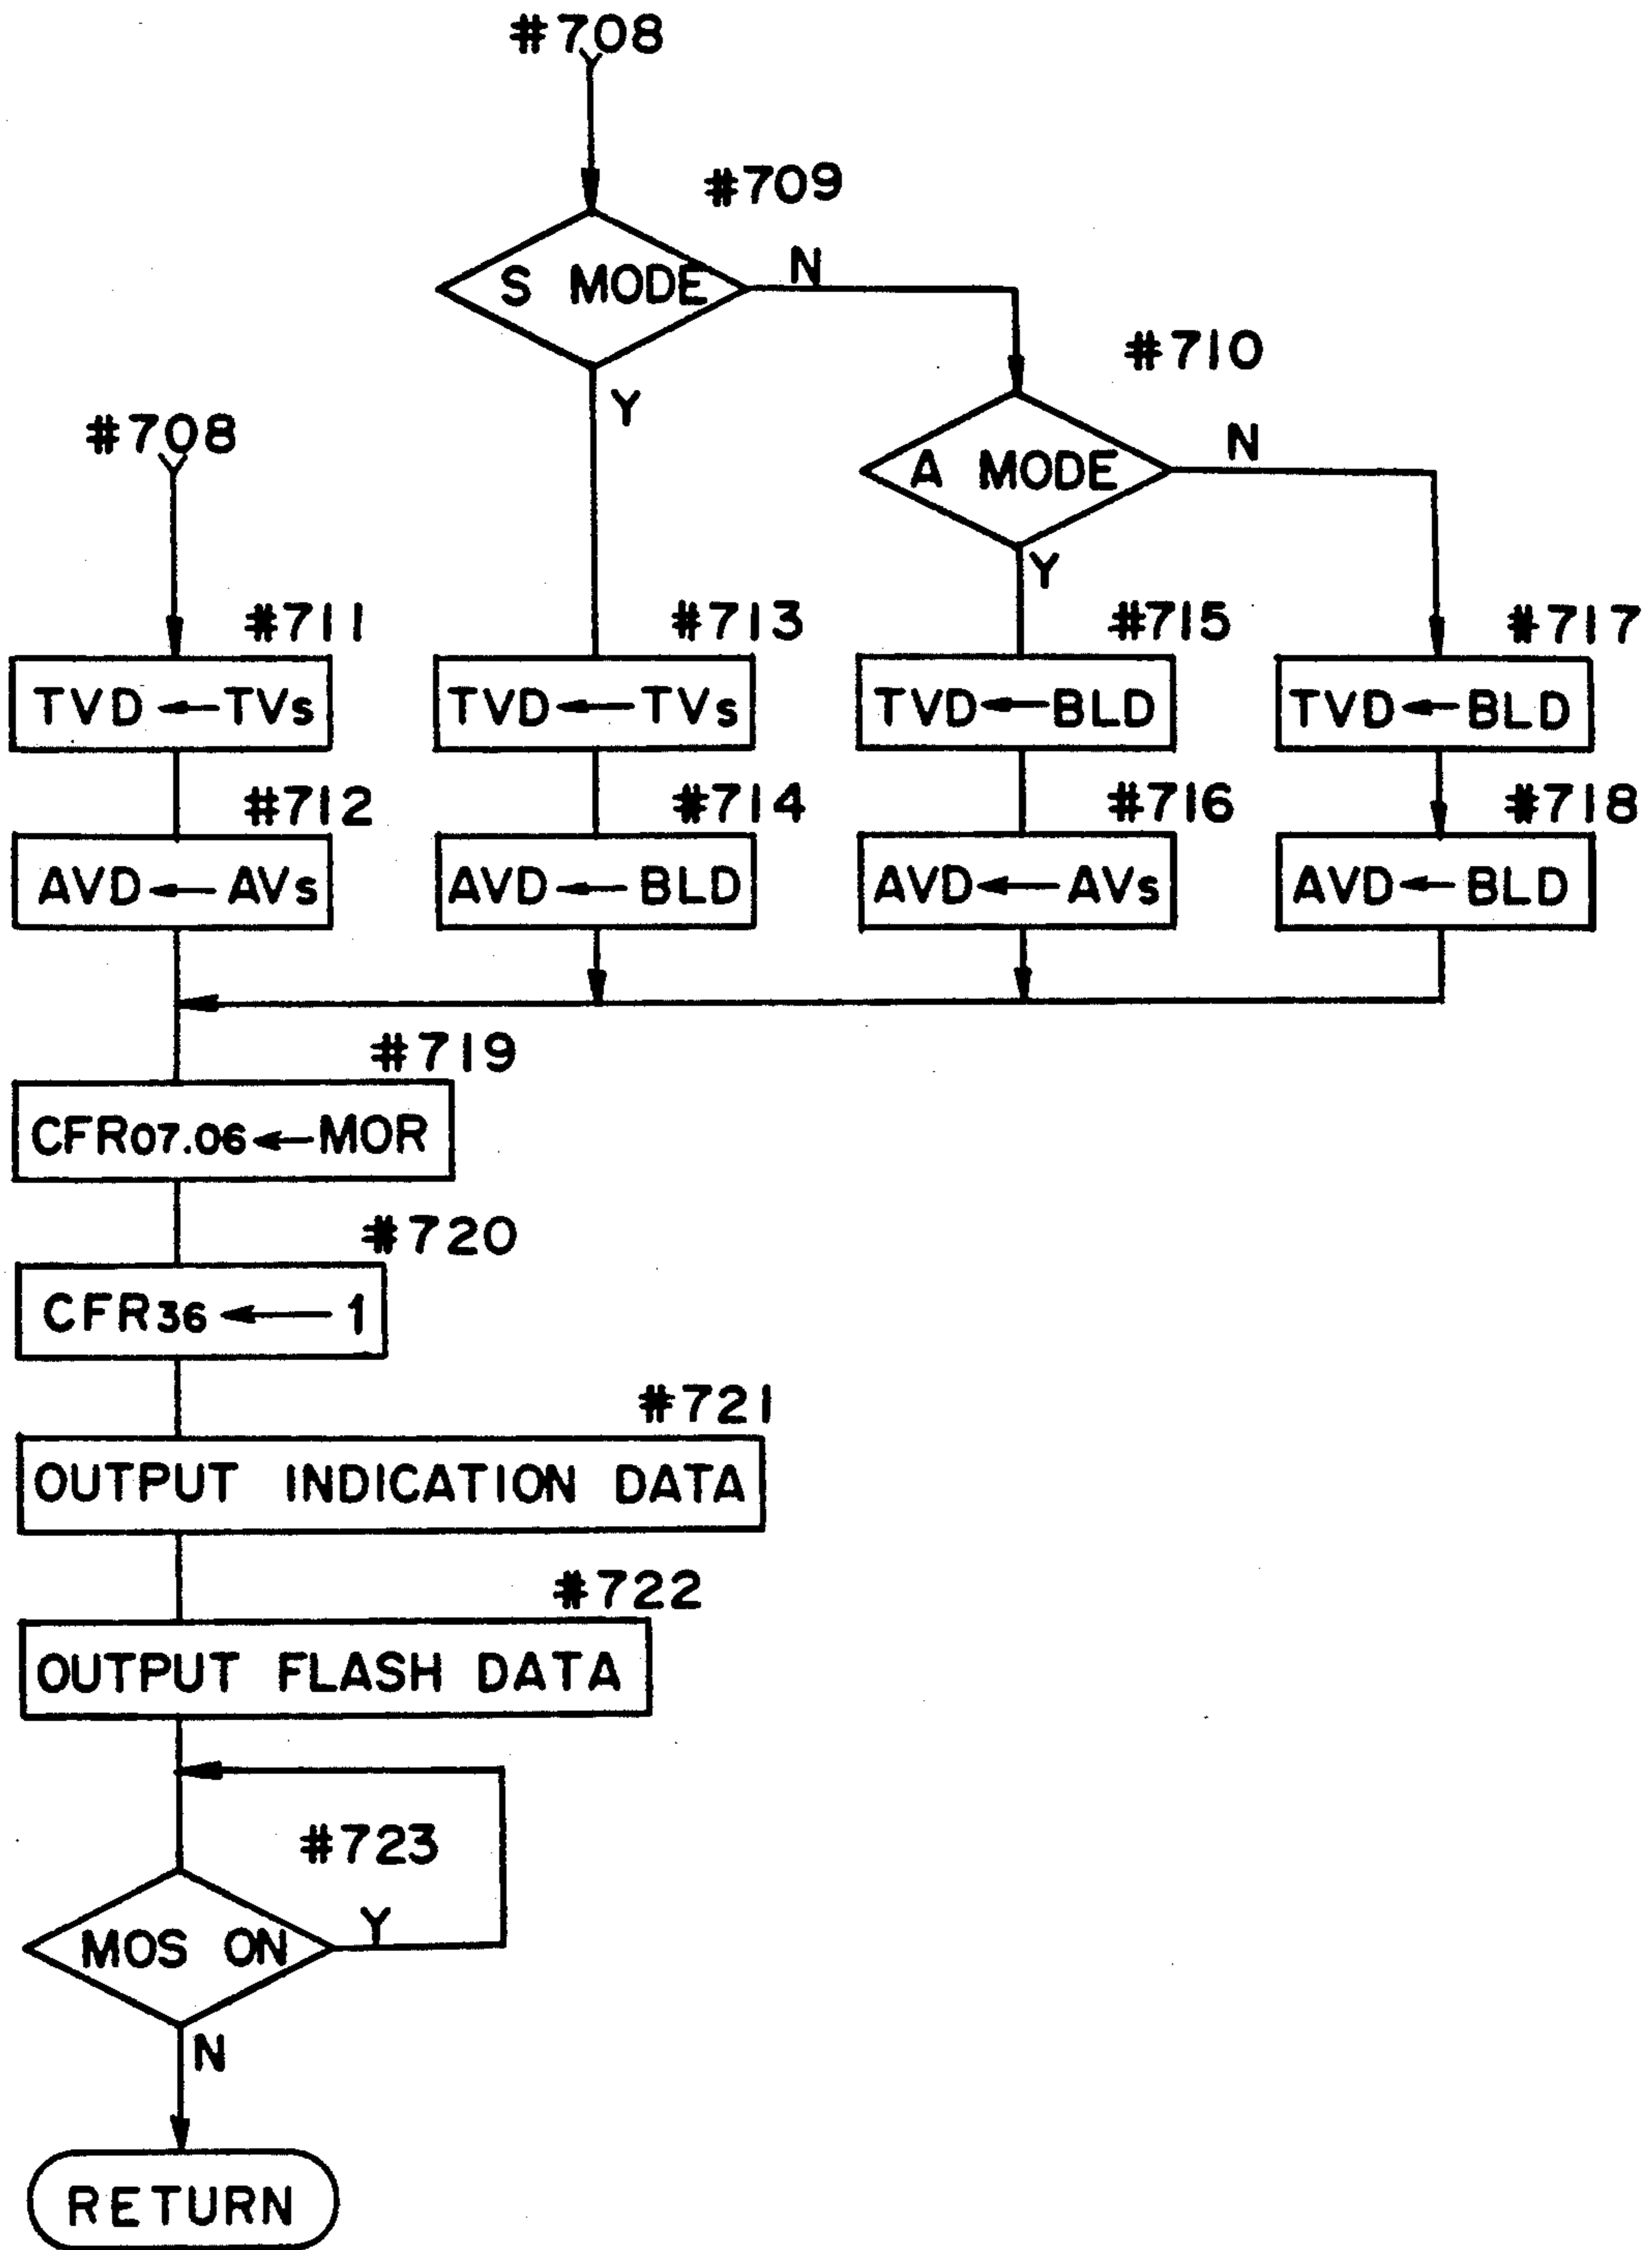 #708
#709
S MODE
N
Y
#710
A MODE
N
Y
#708
#711
TVD ← TVs
#712
AVD ← AVs
#713
TVD ← TVs
#714
AVD ← BLD
#715
TVD ← BLD
#716
AVD ← AVs
#717
TVD ← BLD
#718
AVD ← BLD
#719
CFR07.06 ← MOR
#720
CFR36 ← 1
#721
OUTPUT INDICATION DATA
#722
OUTPUT FLASH DATA
#723
MOS ON
Y
N
RETURN